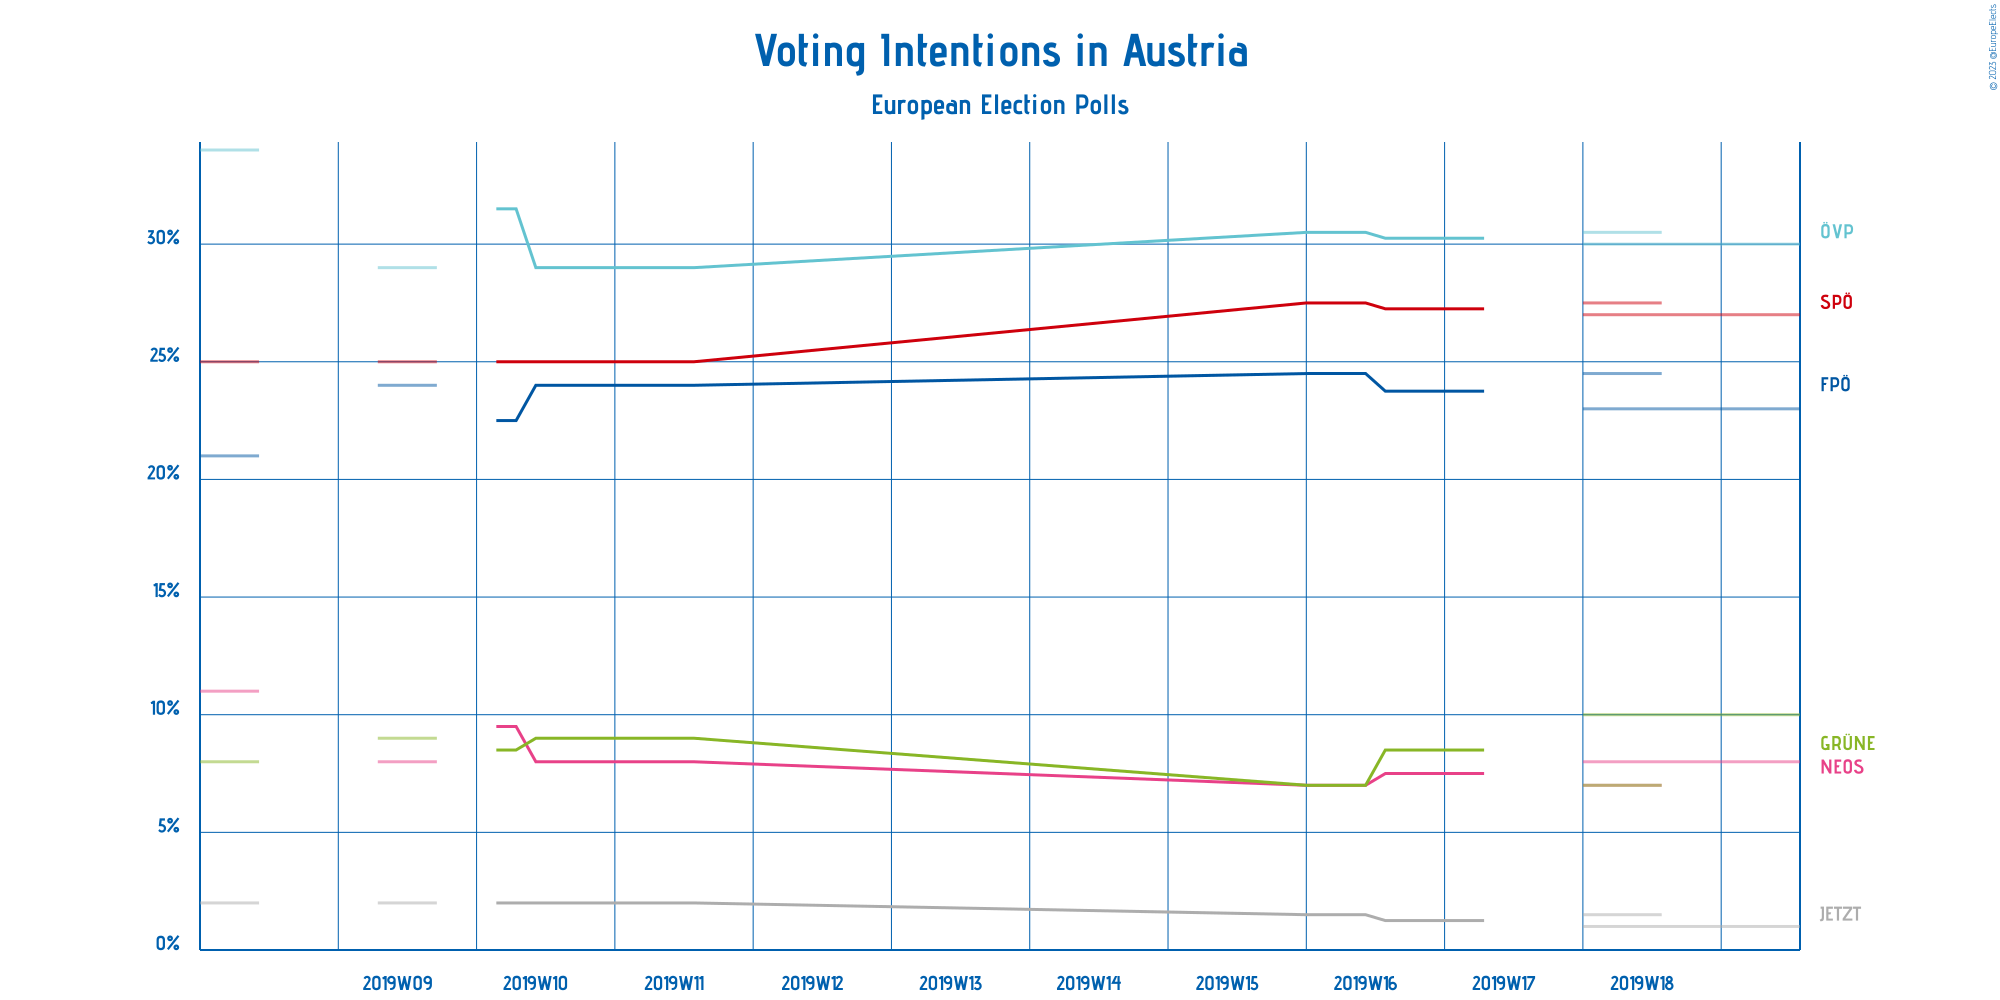 Voting Intentions in Austria
European Election Polls
© 2023 @EuropeElects
30%
25%
20%
15%
10%
5%
0%
ÖVP
SPÖ
FPÖ
GRÜNE
NEOS
JETZT
2019W09 2019W10 2019W11 2019W12 2019W13 2019W14 2019W15 2019W16 2019W17 2019W18